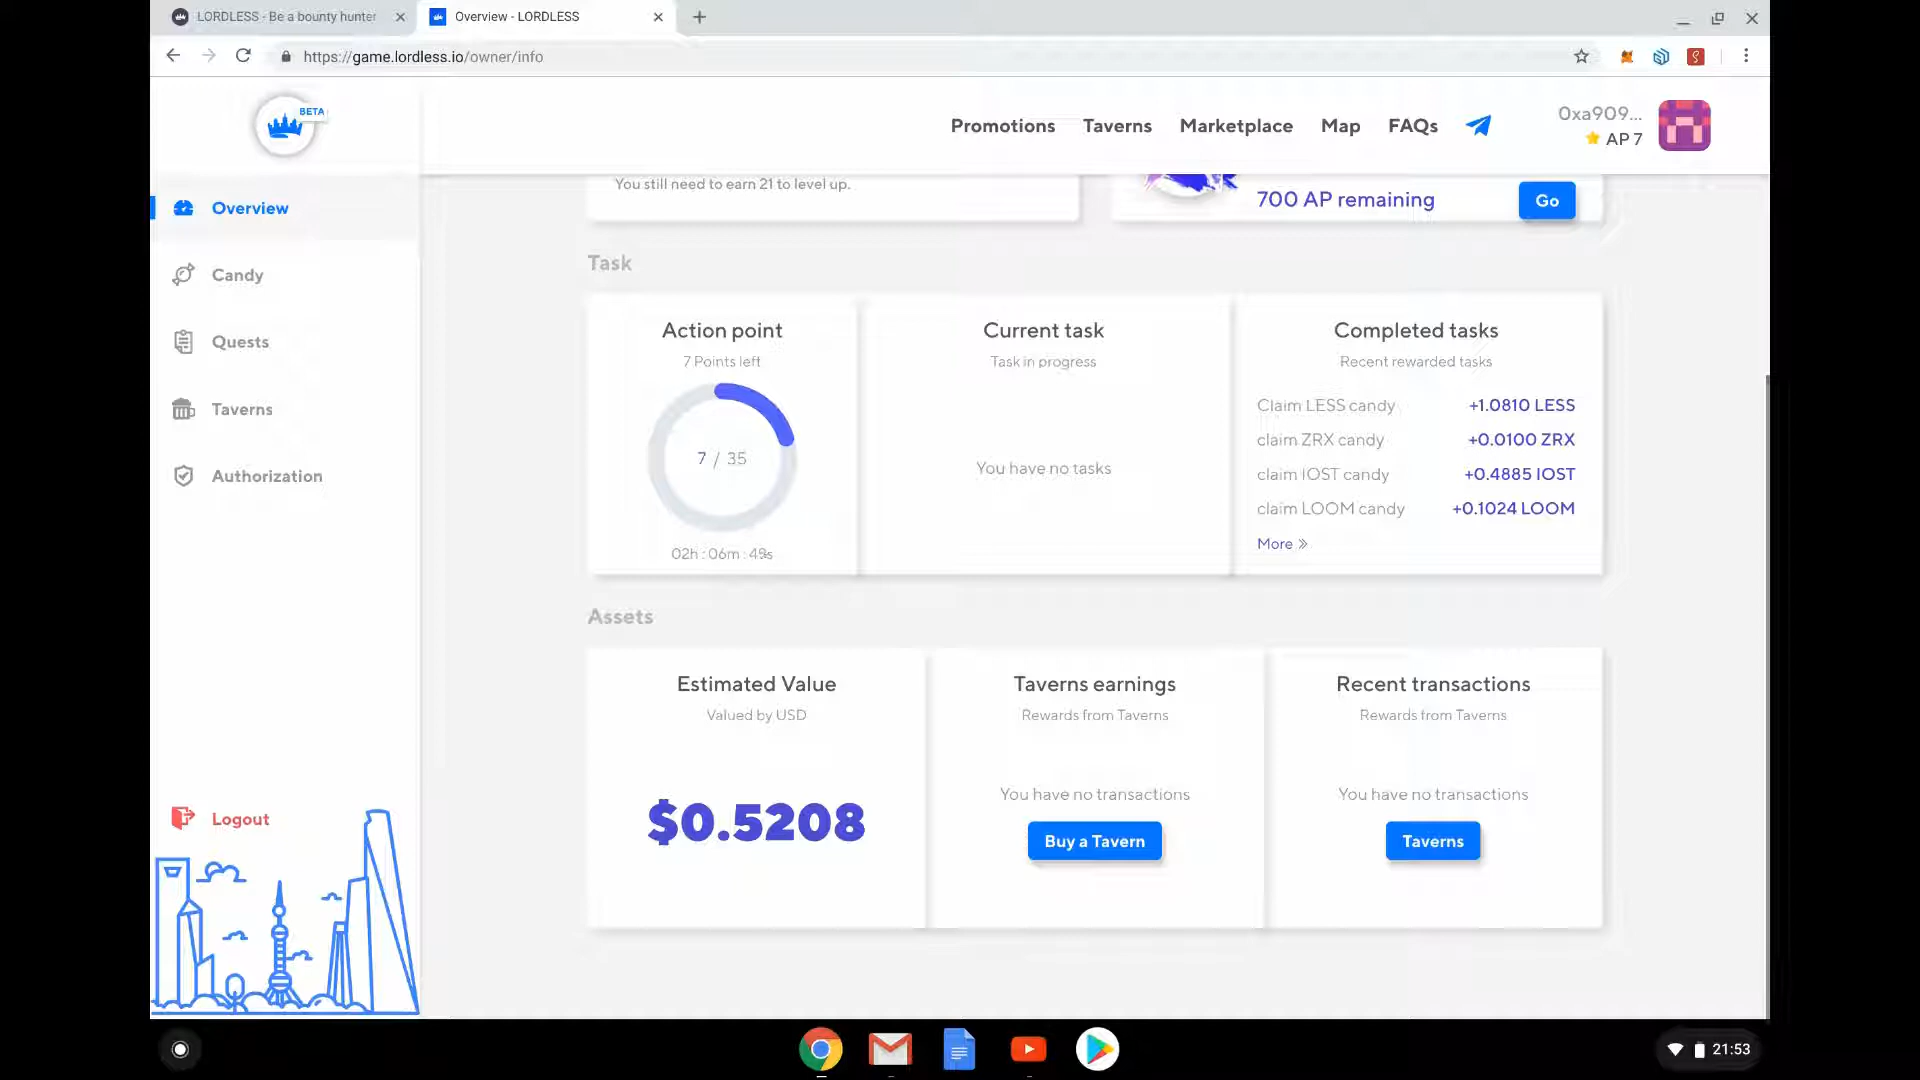 LORDLESS - Be a bounty hunter
Overview - LORDLESS
https://game.lordless.io/owner/info
BETA
Promotions Taverns Marketplace Map FAQs
0xa909...
AP 7
Overview
Candy
Quests
Taverns
Authorization
Logout
You still need to earn 21 to level up.
700 AP remaining
Go
Task
Action point
7 Points left
7 / 35
02h : 06m : 49s
Current task
Task in progress
You have no tasks
Completed tasks
Recent rewarded tasks
Claim LESS candy +1.0810 LESS
claim ZRX candy +0.0100 ZRX
claim IOST candy +0.4885 IOST
claim LOOM candy +0.1024 LOOM
More »
Assets
Estimated Value
Valued by USD
$0.5208
Taverns earnings
Rewards from Taverns
You have no transactions
Buy a Tavern
Recent transactions
Rewards from Taverns
You have no transactions
Taverns
21:53